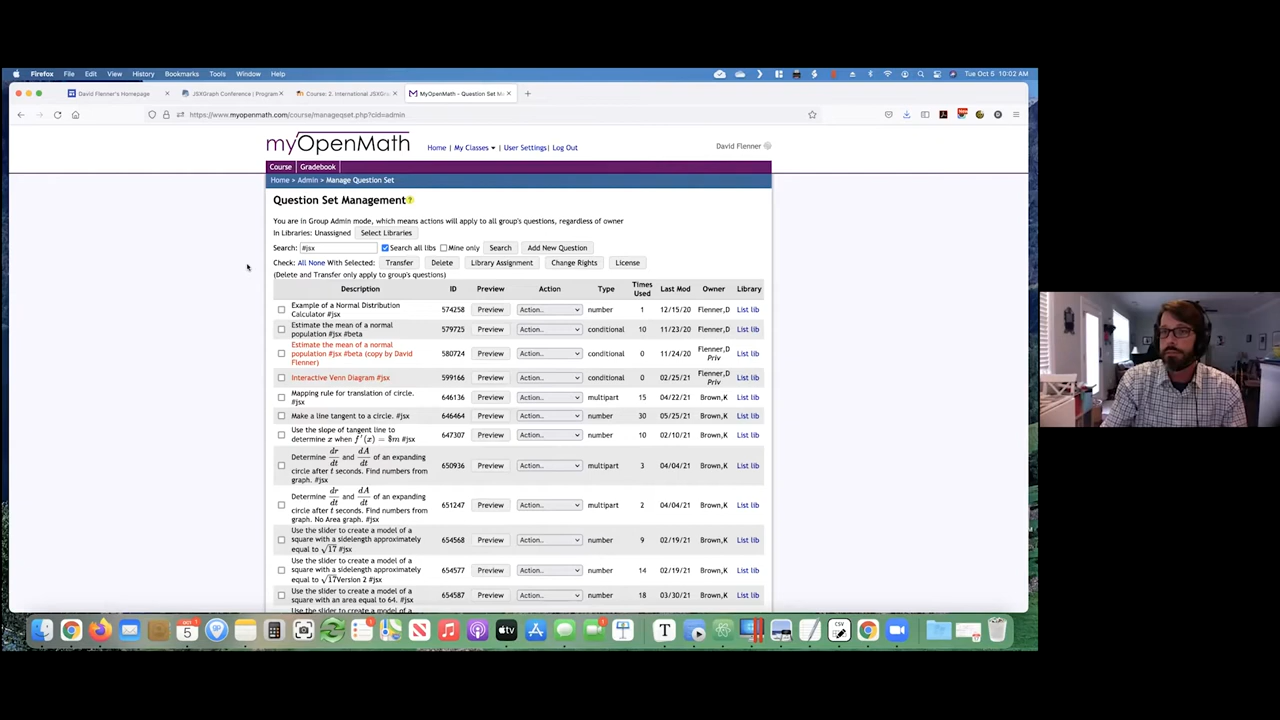 Firefox File Edit View History Bookmarks Tools Window Help
Tue Oct 5 10:02 AM
David Flenner's Homepage
JSXGraph Conference | Program
Course: 2. International JSXGr
MyOpenMath - Question Set M
https://www.myopenmath.com/course/manageqset.php?cid=admin
myOpenMath
Home | My Classes | User Settings | Log Out
David Flenner
Course Gradebook
Home > Admin > Manage Question Set
Question Set Management?
You are in Group Admin mode, which means actions will apply to all group's questions, regardless of owner
In Libraries: Unassigned Select Libraries
Search: #jsx Search all libs Mine only Search Add New Question
Check: All None With Selected: Transfer Delete Library Assignment Change Rights License
(Delete and Transfer only apply to group's questions)
Description ID Preview Action Type Times Used Last Mod Owner Library
Example of a Normal Distribution
Calculator #jsx 574258 Preview Action... number 1 12/15/20 Flenner,D List lib
Estimate the mean of a normal
population #jsx #beta 579725 Preview Action... conditional 10 11/23/20 Flenner,D List lib
Estimate the mean of a normal
population #jsx #beta (copy by David
Flenner) 580724 Preview Action... conditional 0 11/24/20 Flenner,D Priv List lib
Interactive Venn Diagram #jsx 599166 Preview Action... conditional 0 02/25/21 Flenner,D Priv List lib
Mapping rule for translation of circle.
#jsx 646136 Preview Action... multipart 15 04/22/21 Brown,K List lib
Make a line tangent to a circle. #jsx 646464 Preview Action... number 30 05/25/21 Brown,K List lib
Use the slope of tangent line to
determine x when f'(x) = $m #jsx 647307 Preview Action... number 10 02/10/21 Brown,K List lib
Determine dr/dt and dA/dt of an expanding
circle after t seconds. Find numbers from
graph. #jsx 650936 Preview Action... multipart 3 04/04/21 Brown,K List lib
Determine dr/dt and dA/dt of an expanding
circle after t seconds. Find numbers from
graph. No Area graph. #jsx 651247 Preview Action... multipart 2 04/04/21 Brown,K List lib
Use the slider to create a model of a
square with a sidelength approximately
equal to √17 #jsx 654568 Preview Action... number 9 02/19/21 Brown,K List lib
Use the slider to create a model of a
square with a sidelength approximately
equal to √17Version 2 #jsx 654577 Preview Action... number 14 02/19/21 Brown,K List lib
Use the slider to create a model of a
square with an area equal to 64. #jsx 654587 Preview Action... number 18 03/30/21 Brown,K List lib
Use the slider to create a model of a